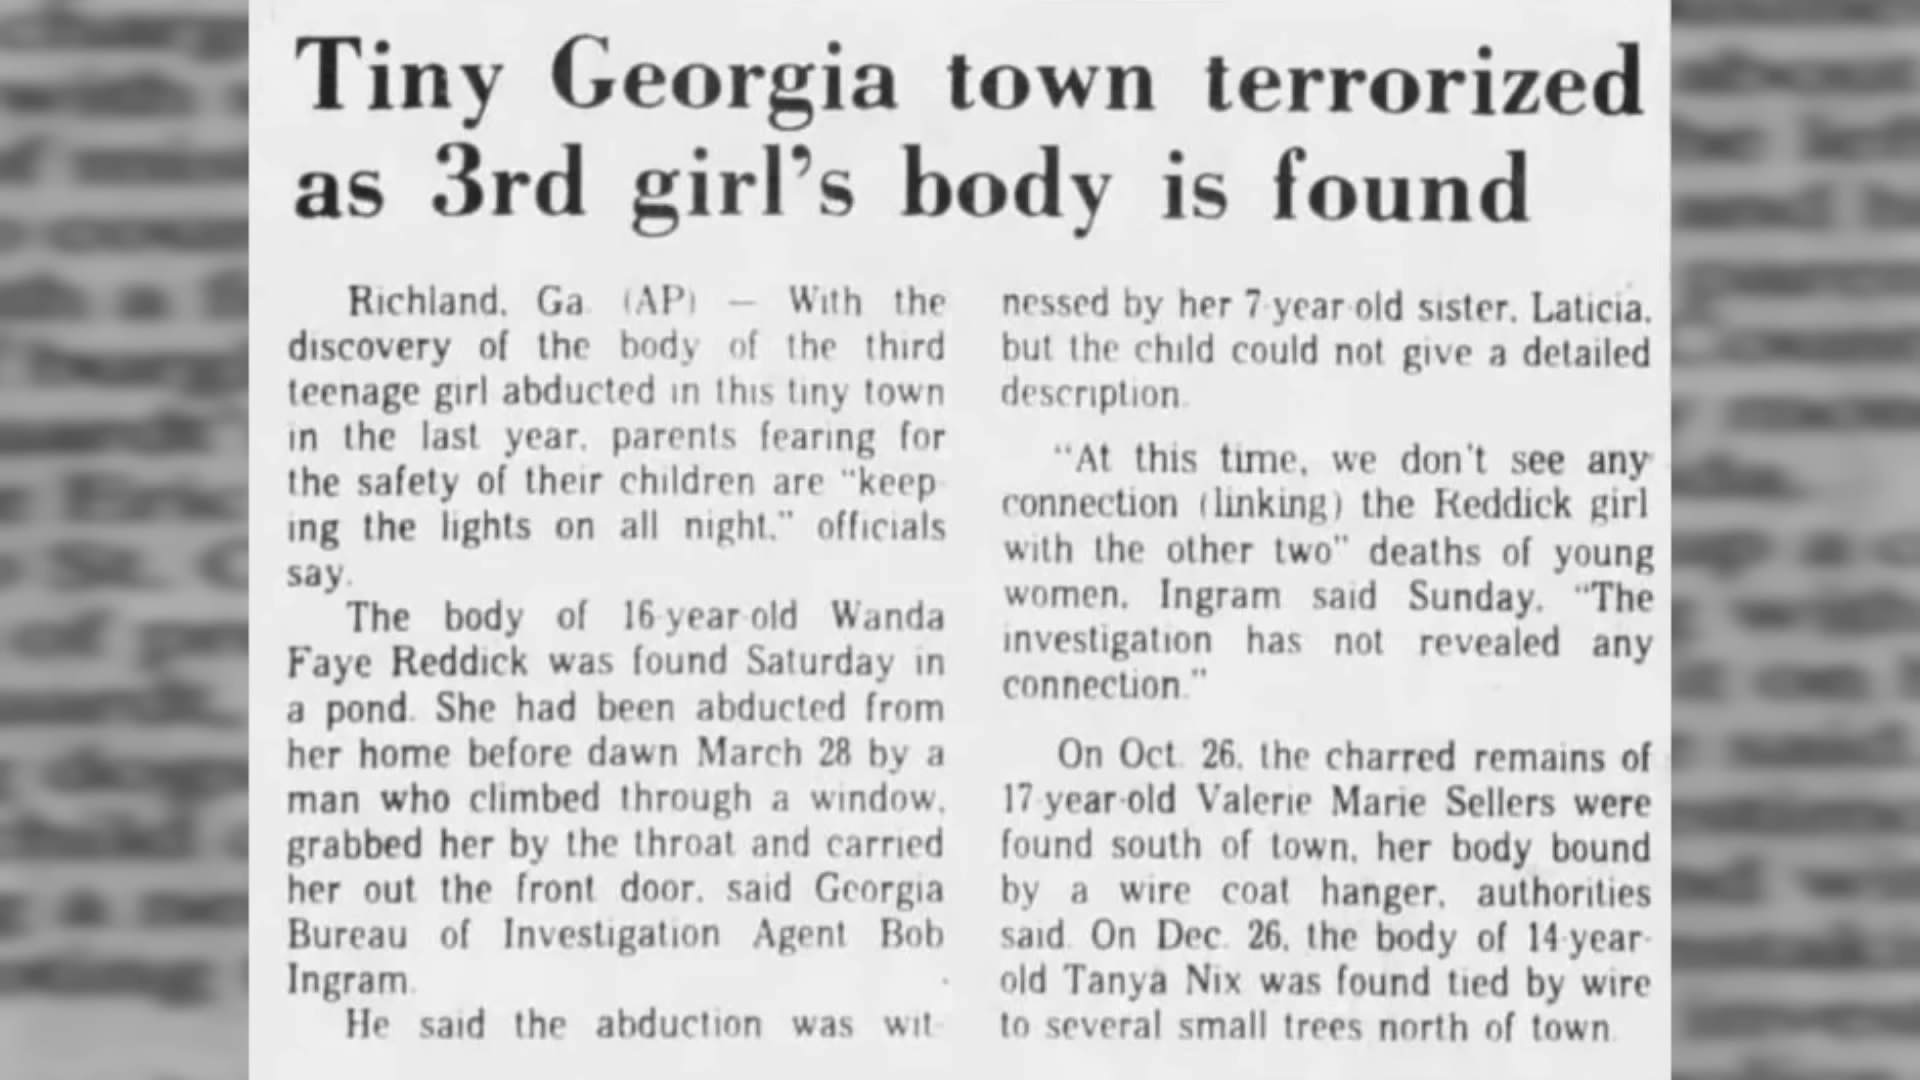 Tiny Georgia town terrorized
as 3rd girl's body is found
Richland, Ga. (AP) — With the
discovery of the body of the third
teenage girl abducted in this tiny town
in the last year, parents fearing for
the safety of their children are "keep-
ing the lights on all night," officials
say.
The body of 16-year-old Wanda
Faye Reddick was found Saturday in
a pond. She had been abducted from
her home before dawn March 28 by a
man who climbed through a window,
grabbed her by the throat and carried
her out the front door, said Georgia
Bureau of Investigation Agent Bob
Ingram.
He said the abduction was wit-
nessed by her 7-year-old sister, Laticia,
but the child could not give a detailed
description.
"At this time, we don't see any
connection (linking) the Reddick girl
with the other two" deaths of young
women, Ingram said Sunday. "The
investigation has not revealed any
connection."
On Oct. 26, the charred remains of
17-year-old Valerie Marie Sellers were
found south of town, her body bound
by a wire coat hanger, authorities
said. On Dec. 26, the body of 14-year-
old Tanya Nix was found tied by wire
to several small trees north of town.